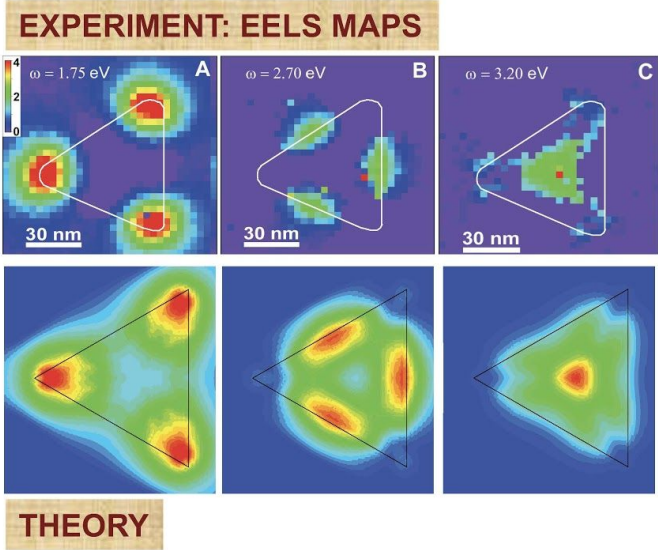 EXPERIMENT: EELS MAPS
ω = 1.75 eV A
ω = 2.70 eV B
ω = 3.20 eV C
4
2
0
30 nm
30 nm
30 nm
THEORY